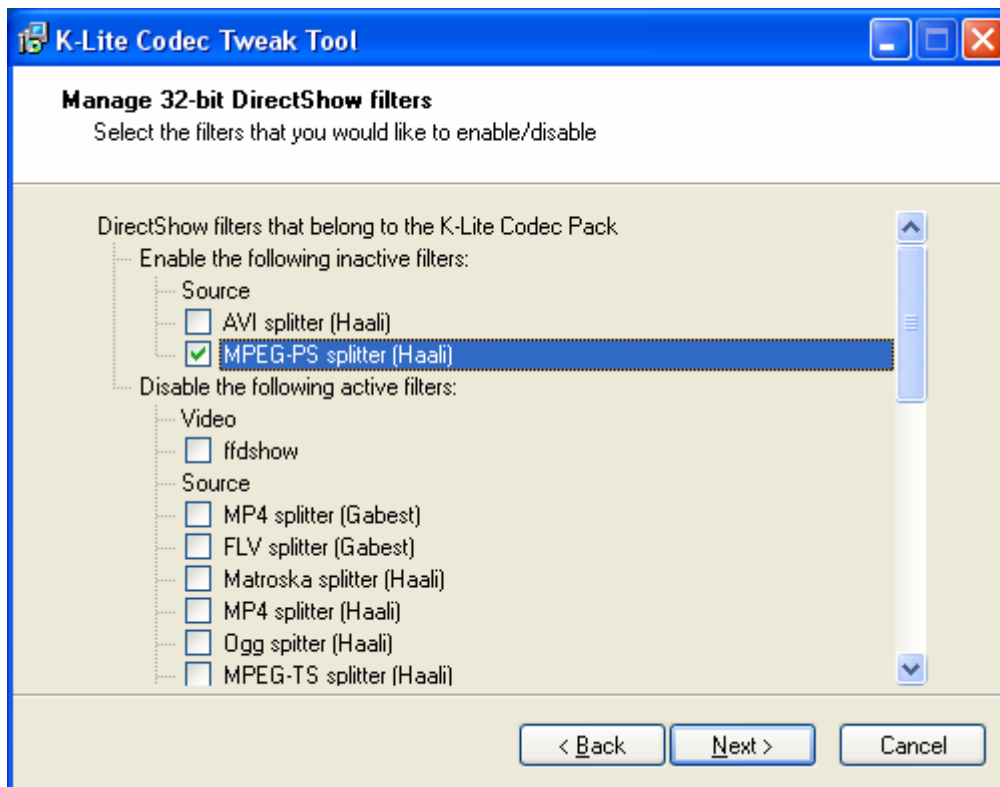 K-Lite Codec Tweak Tool
Manage 32-bit DirectShow filters
Select the filters that you would like to enable/disable
DirectShow filters that belong to the K-Lite Codec Pack
Enable the following inactive filters:
Source
AVI splitter (Haali)
MPEG-PS splitter (Haali)
Disable the following active filters:
Video
ffdshow
Source
MP4 splitter (Gabest)
FLV splitter (Gabest)
Matroska splitter (Haali)
MP4 splitter (Haali)
Ogg spitter (Haali)
MPEG-TS splitter (Haali)
< Back Next > Cancel